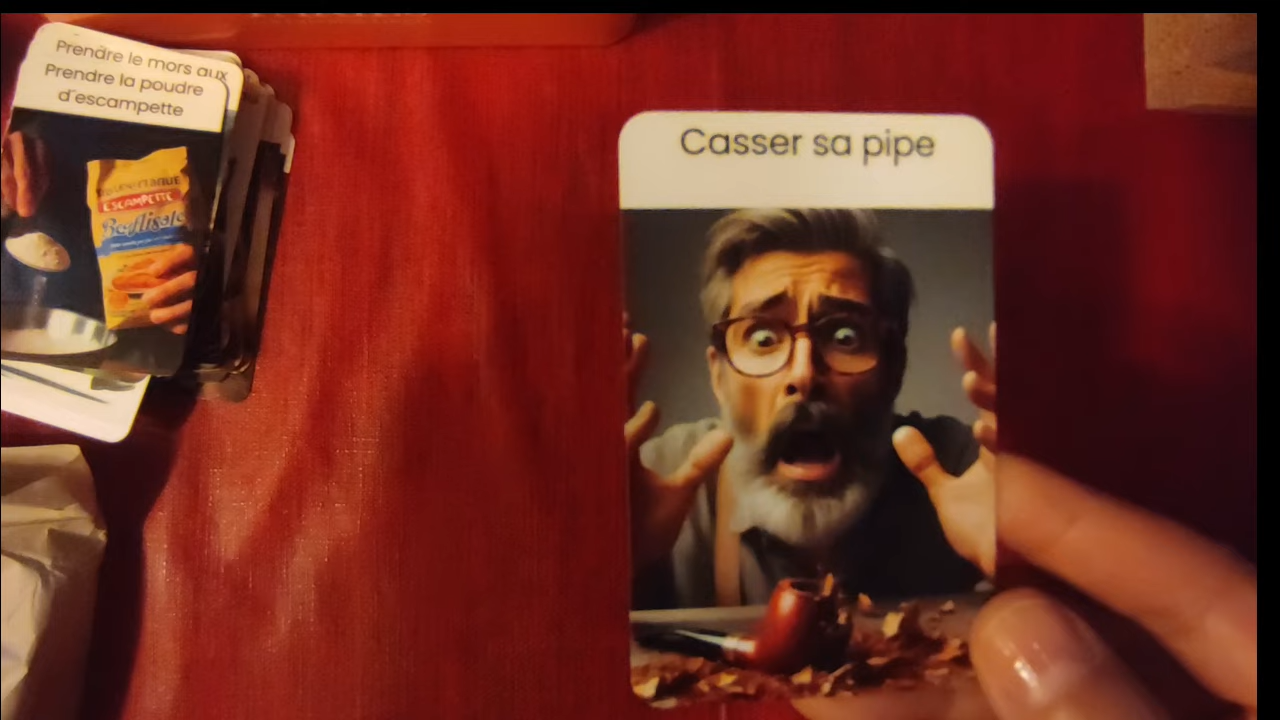 Prendre le mors aux
Prendre la poudre
d'escampette
ESCAMPETTE
Casser sa pipe